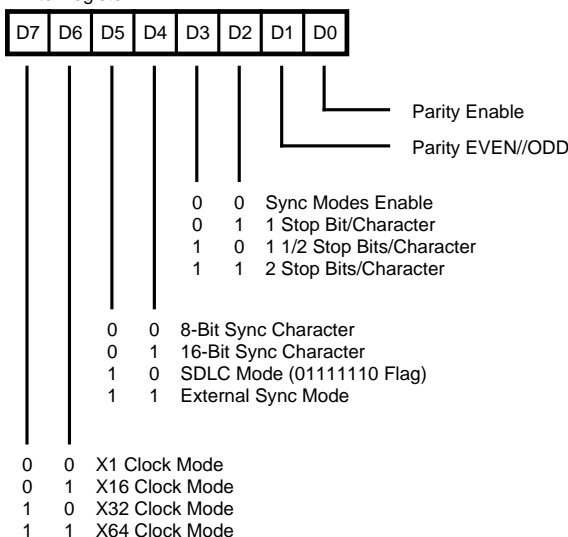 D7 D6 D5 D4 D3 D2 D1 D0
Parity Enable
Parity EVEN//ODD
0 0 Sync Modes Enable
0 1 1 Stop Bit/Character
1 0 1 1/2 Stop Bits/Character
1 1 2 Stop Bits/Character
0 0 8-Bit Sync Character
0 1 16-Bit Sync Character
1 0 SDLC Mode (01111110 Flag)
1 1 External Sync Mode
0 0 X1 Clock Mode
0 1 X16 Clock Mode
1 0 X32 Clock Mode
1 1 X64 Clock Mode